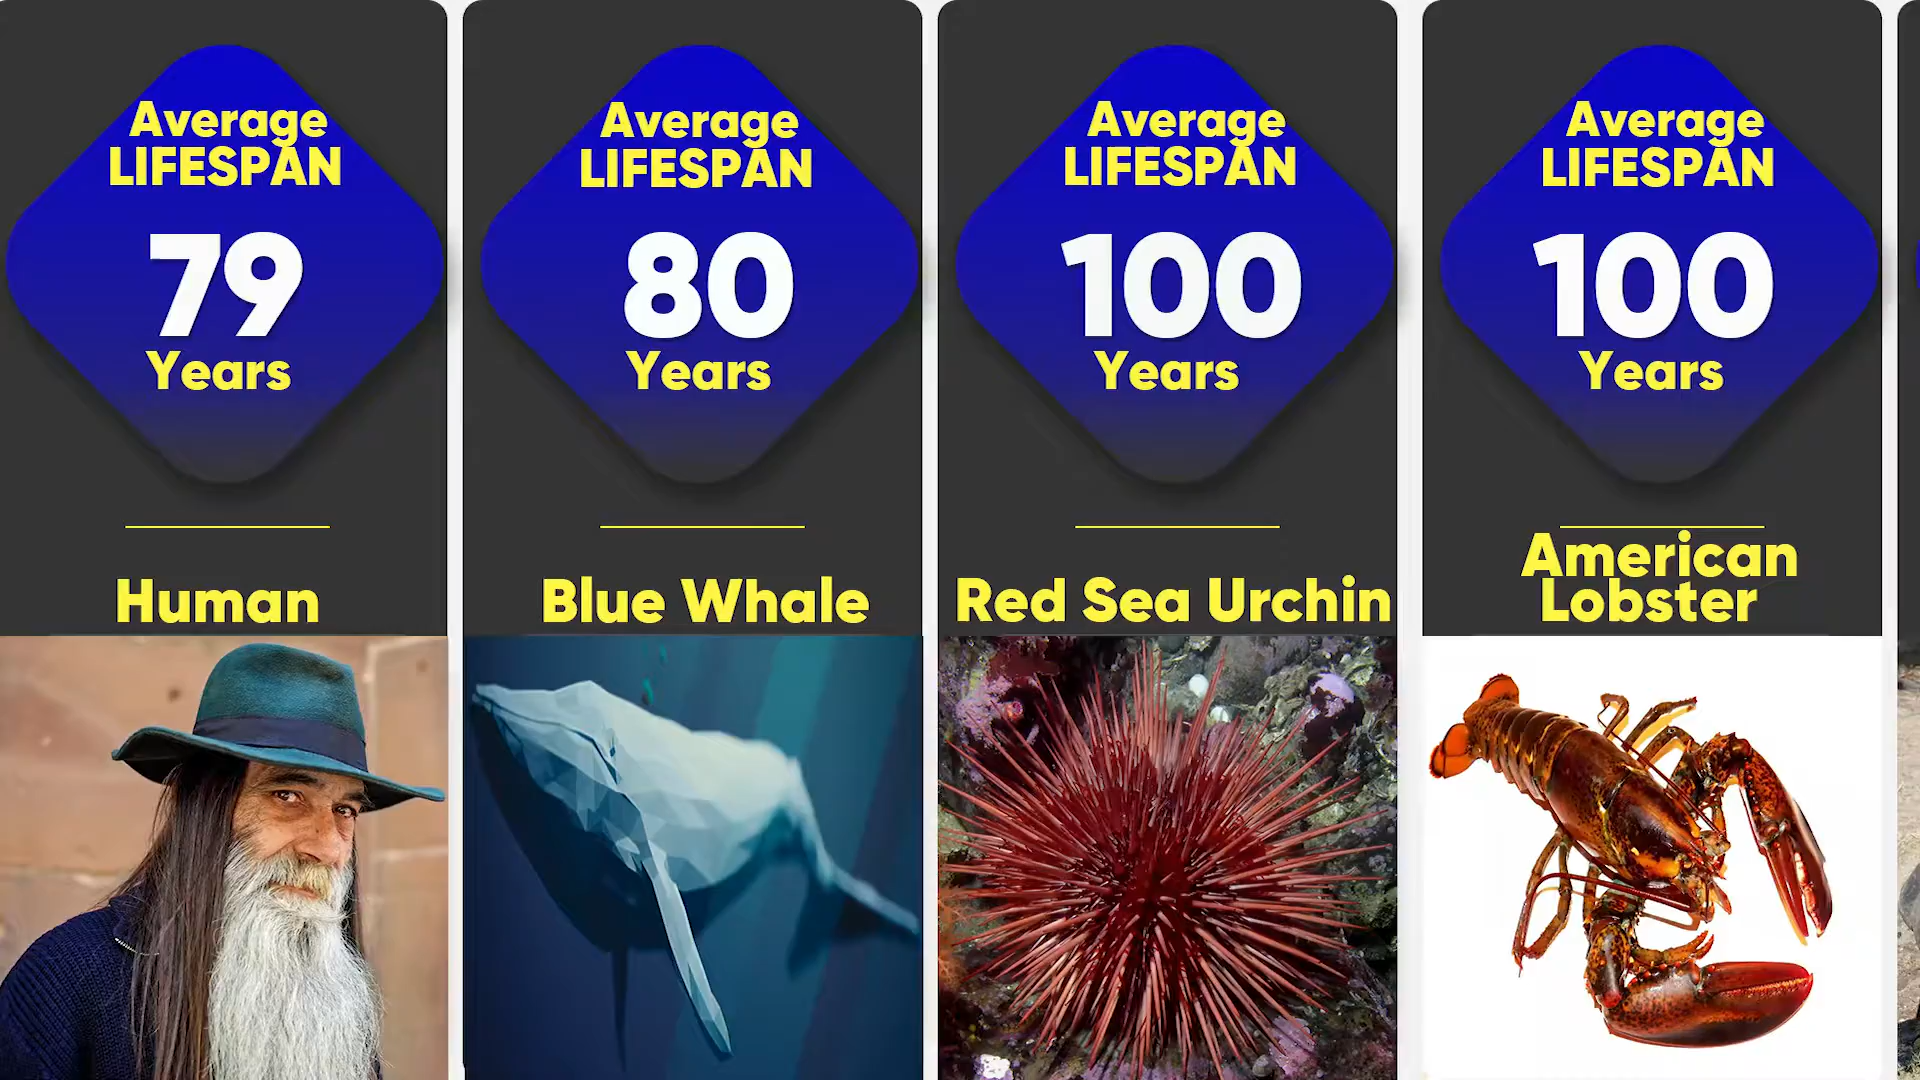 Average
LIFESPAN
79
Years
Human
Average
LIFESPAN
80
Years
Blue Whale
Average
LIFESPAN
100
Years
Red Sea Urchin
Average
LIFESPAN
100
Years
American
Lobster